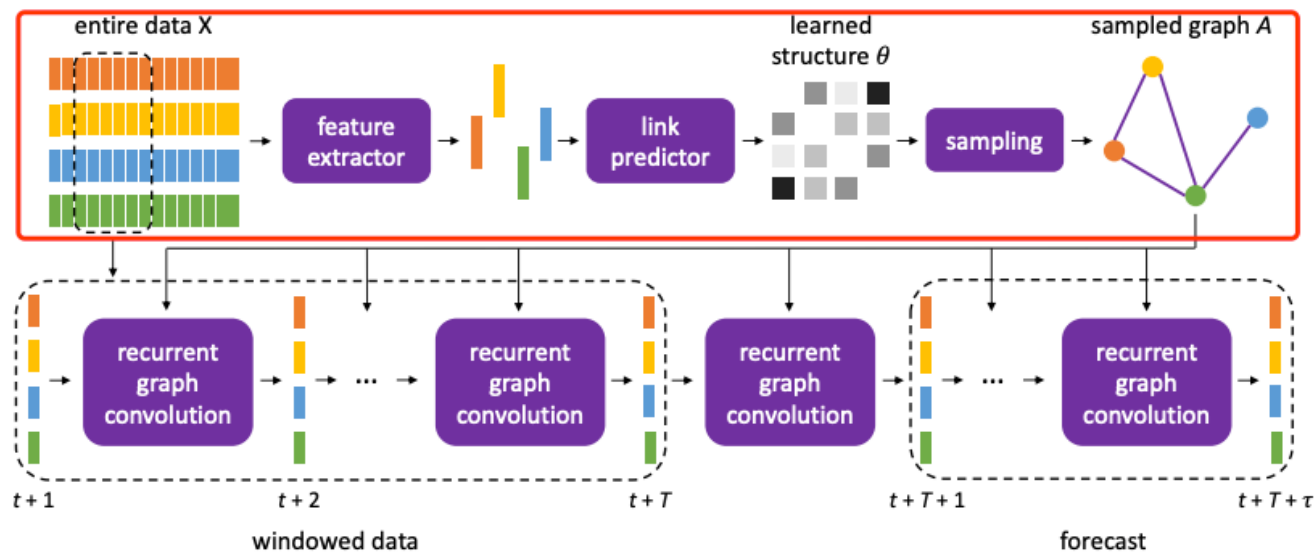 entire data X
learned
structure θ
sampled graph A
feature
extractor
link
predictor
sampling
recurrent
graph
convolution
...
recurrent
graph
convolution
recurrent
graph
convolution
...
recurrent
graph
convolution
t + 1
t + 2
t + T
t + T + 1
t + T + τ
windowed data
forecast